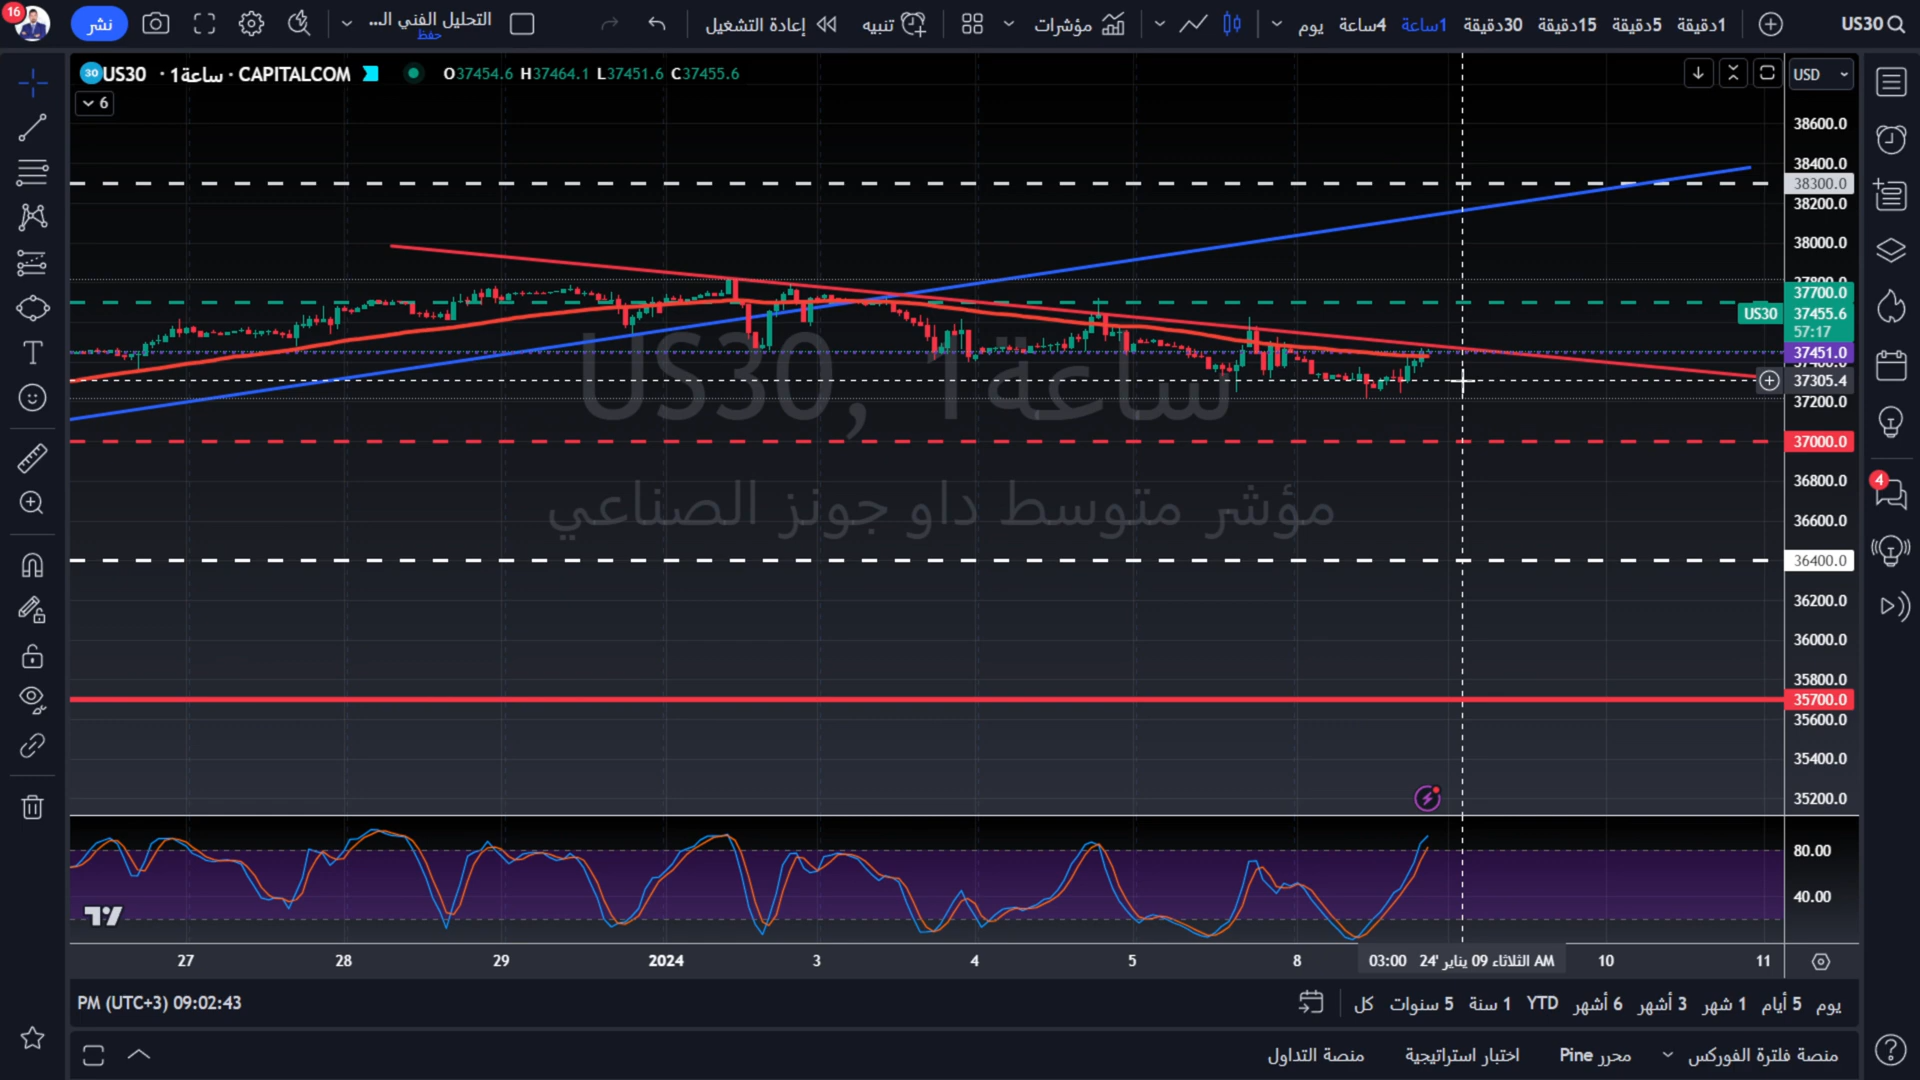 16
نشر
التحليل الفني الـ...
حفظ
إعادة التشغيل
تنبيه
مؤشرات
يوم
4ساعة
1ساعة
30دقيقة
15دقيقة
5دقيقة
1دقيقة
US30
30 US30 · 1ساعة · CAPITALCOM
O37454.6 H37464.1 L37451.6 C37455.6
6
USD
38600.0
38400.0
38300.0
38200.0
38000.0
37800.0
37700.0
US30 37455.6
57:17
37451.0
37400.0
37305.4
37200.0
37000.0
36800.0
36600.0
36400.0
36200.0
36000.0
35800.0
35700.0
35600.0
35400.0
35200.0
US30, 1ساعة
مؤشر متوسط داو جونز الصناعي
80.00
40.00
27 28 29 2024 3 4 5 8 10 11
03:00 AM الثلاثاء 09 يناير '24
PM (UTC+3) 09:02:43
يوم
5 أيام
1 شهر
3 أشهر
6 أشهر
YTD
1 سنة
5 سنوات
كل
منصة فلترة الفوركس
محرر Pine
اختبار استراتيجية
منصة التداول
4